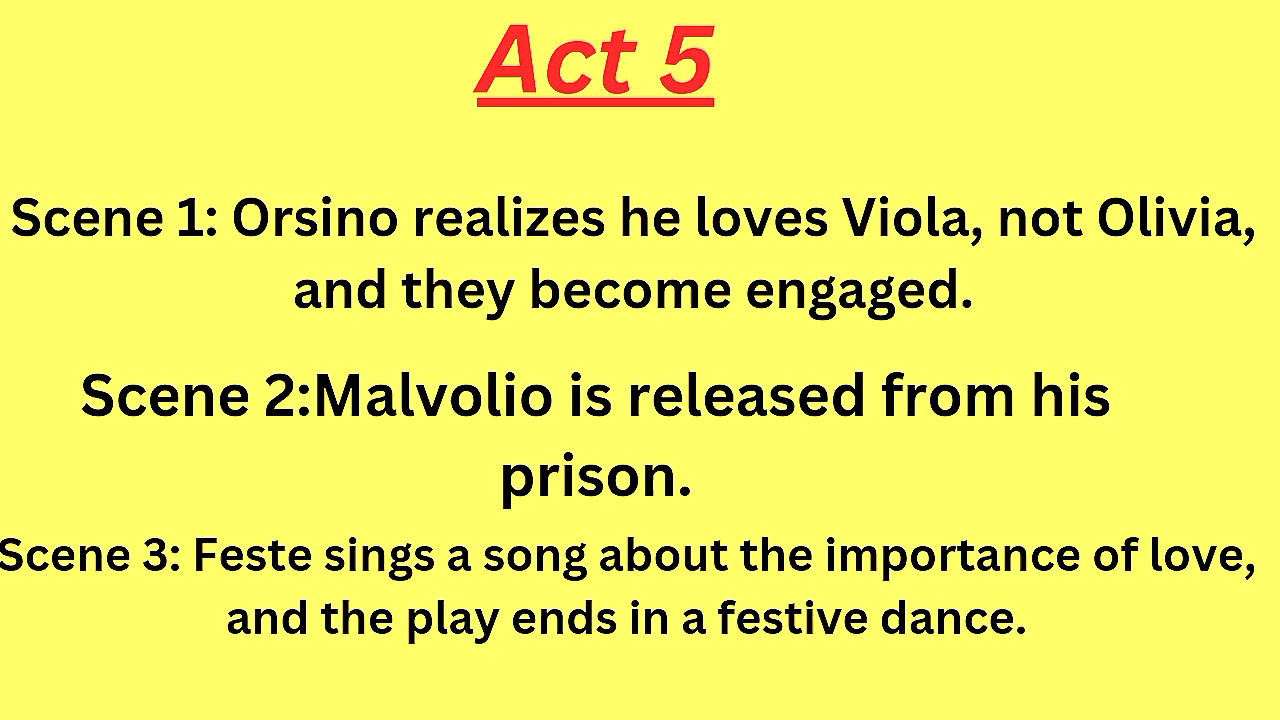 Act 5
Scene 1: Orsino realizes he loves Viola, not Olivia,
and they become engaged.
Scene 2:Malvolio is released from his
prison.
Scene 3: Feste sings a song about the importance of love,
and the play ends in a festive dance.